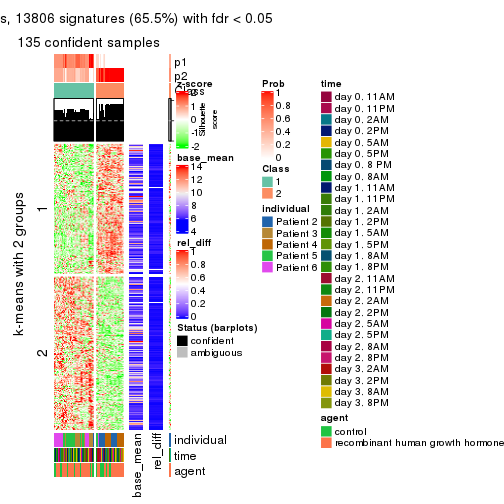 s, 13806 signatures (65.5%) with fdr < 0.05
135 confident samples
p1
p2
Class
Silhouette
score
k-means with 2 groups
1
2
base_mean
rel_diff
individual
time
agent
z-score
2
1
0
-1
-2
base_mean
14
12
10
8
6
4
rel_diff
1
0.8
0.6
0.4
0.2
0
Status (barplots)
confident
ambiguous
Prob
1
0.8
0.6
0.4
0.2
0
Class
1
2
individual
Patient 2
Patient 3
Patient 4
Patient 5
Patient 6
time
day 0. 11AM
day 0. 11PM
day 0. 2AM
day 0. 2PM
day 0. 5AM
day 0. 5PM
day 0. 8 PM
day 0. 8AM
day 1. 11AM
day 1. 11PM
day 1. 2AM
day 1. 2PM
day 1. 5AM
day 1. 5PM
day 1. 8AM
day 1. 8PM
day 2. 11AM
day 2. 11PM
day 2. 2AM
day 2. 2PM
day 2. 5AM
day 2. 5PM
day 2. 8AM
day 2. 8PM
day 3. 2AM
day 3. 2PM
day 3. 8AM
day 3. 8PM
agent
control
recombinant human growth hormone